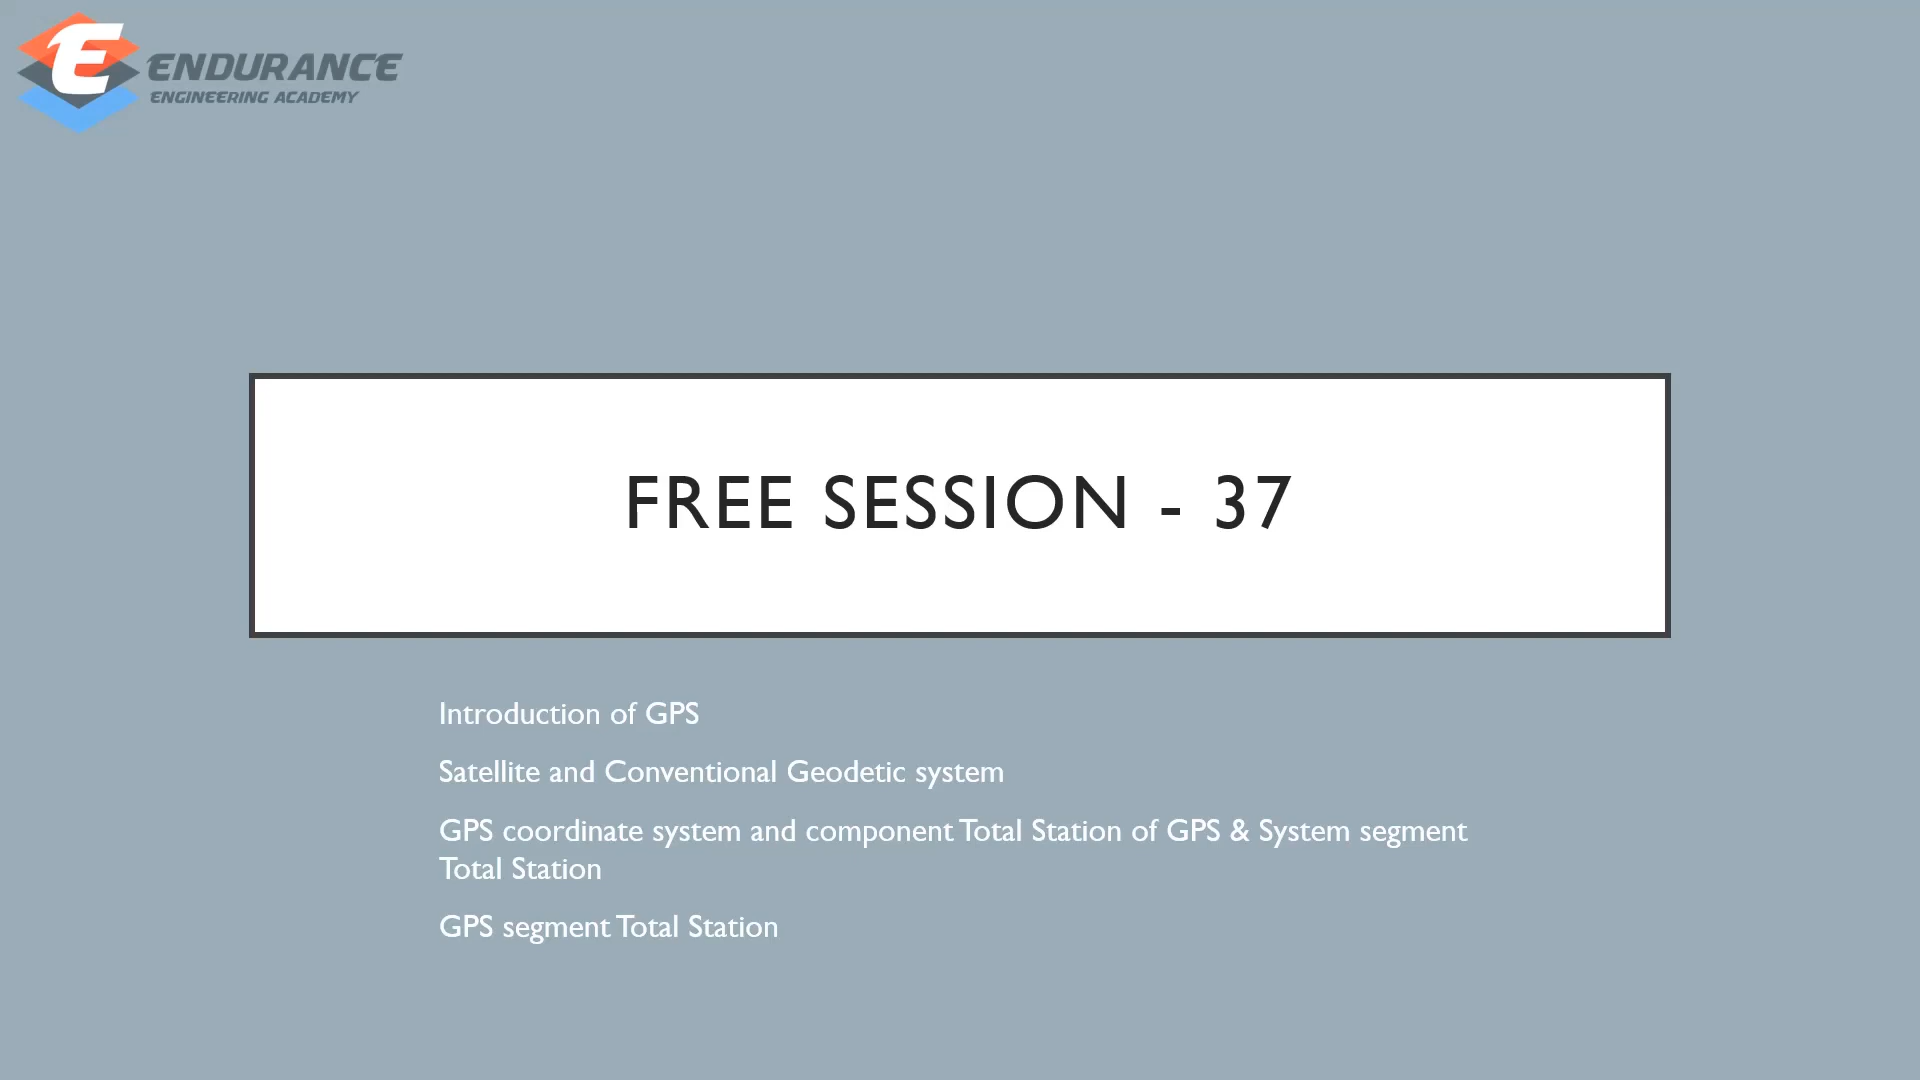 ENDURANCE
ENGINEERING ACADEMY
FREE SESSION - 37
Introduction of GPS
Satellite and Conventional Geodetic system
GPS coordinate system and component Total Station of GPS & System segment
Total Station
GPS segment Total Station